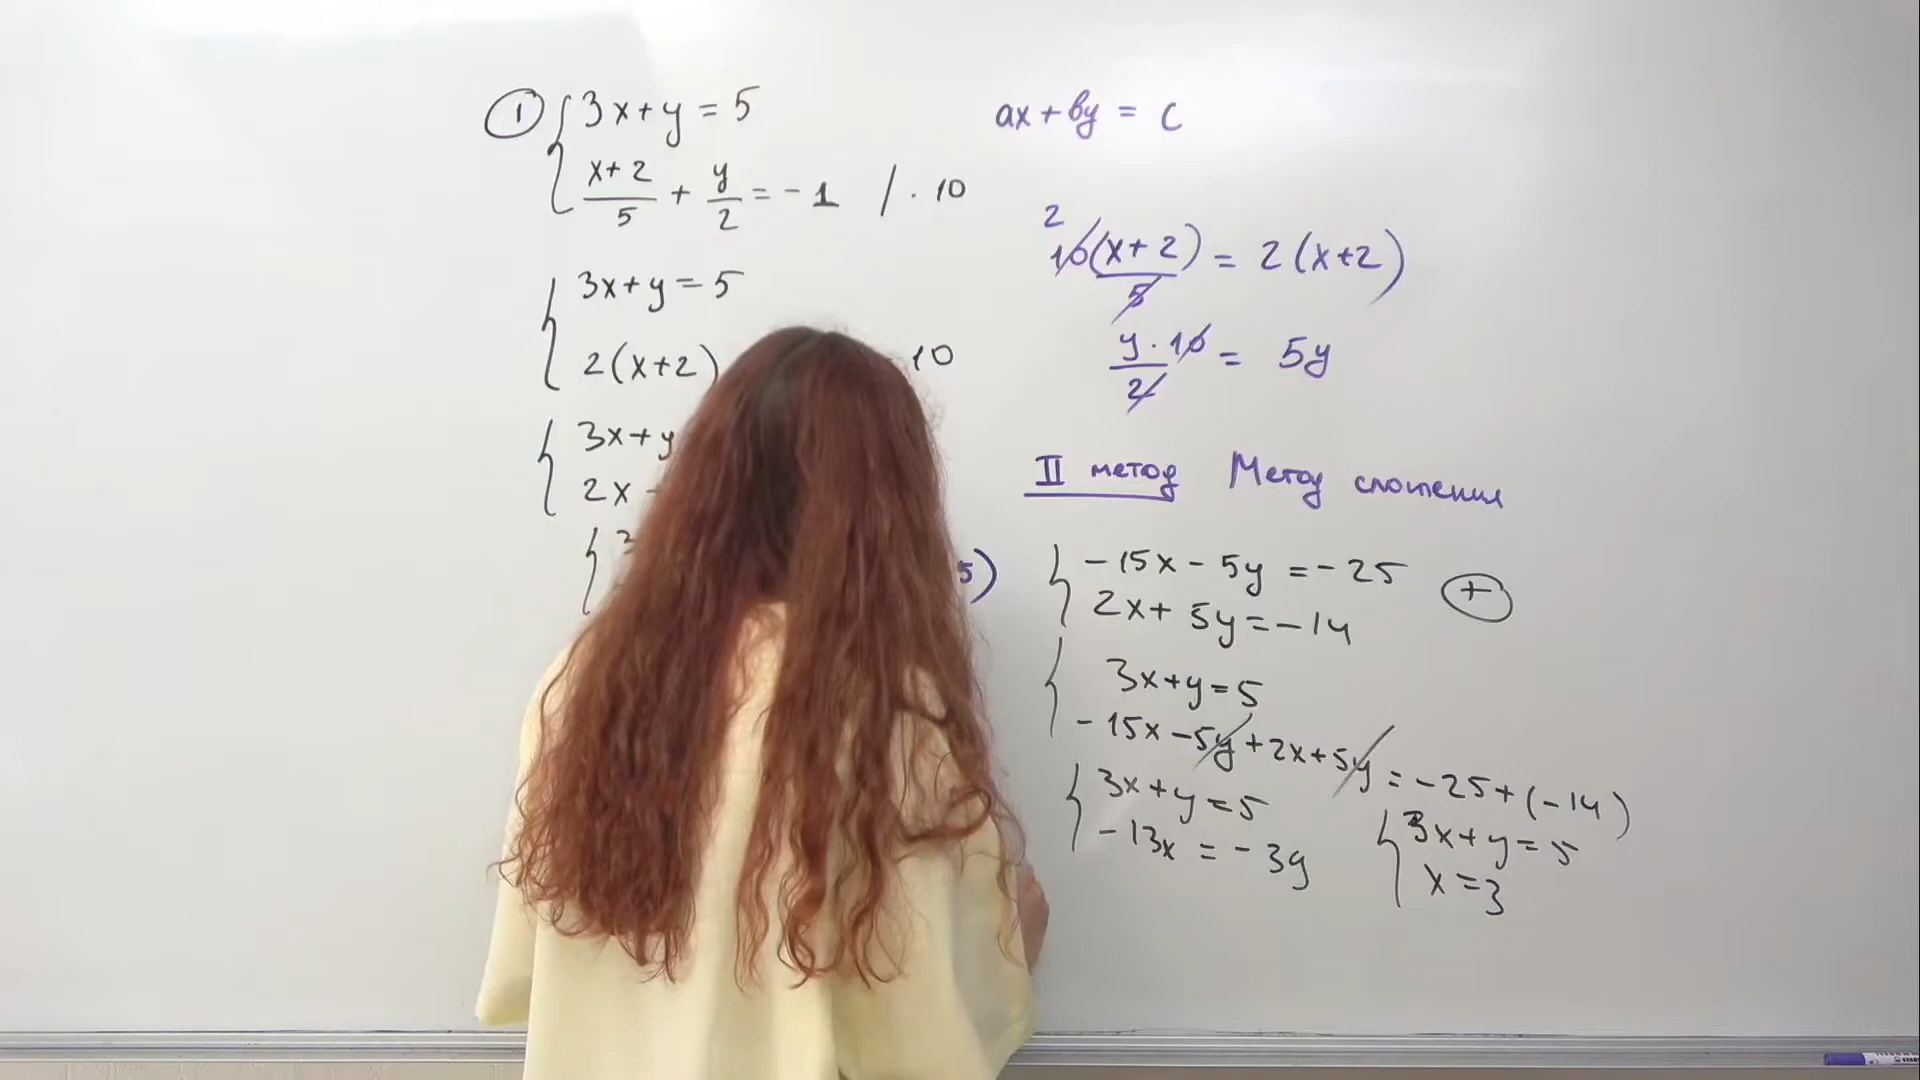 ① { 3x+y = 5
(x+2)/5 + y/2 = -1 / · 10
{ 3x+y = 5
2(x+2) 10
{ 3x+y
2x
{ 3
5)
ax + by = c
2
10(x+2)/5 = 2(x+2)
y·10/2 = 5y
II метод Метод сложения
{ -15x - 5y = -25
2x + 5y = -14
+
{ 3x+y = 5
-15x - 5y + 2x + 5y = -25+(-14)
{ 3x+y = 5
-13x = -39
{ 3x+y = 5
x = 3